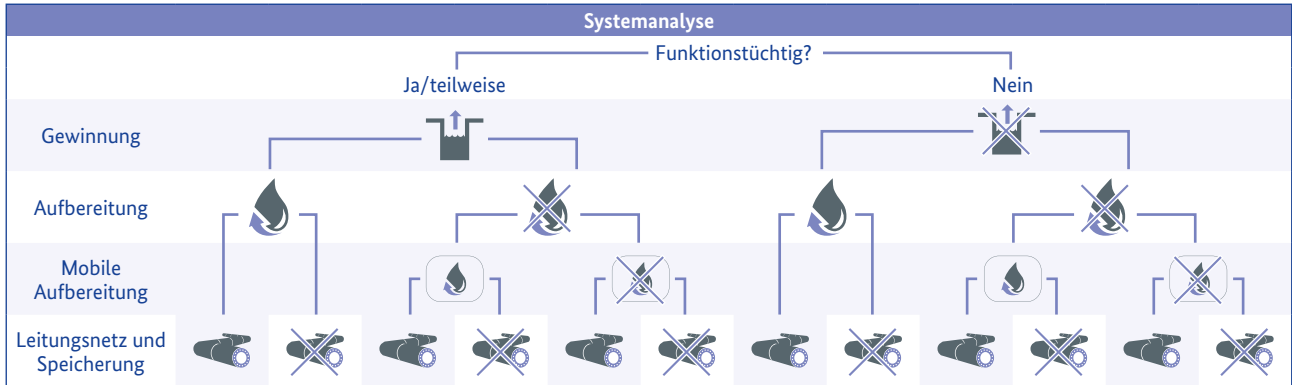 Systemanalyse
Funktionstüchtig?
Ja/teilweise
Nein
Gewinnung
Aufbereitung
Mobile
Aufbereitung
Leitungsnetz und
Speicherung